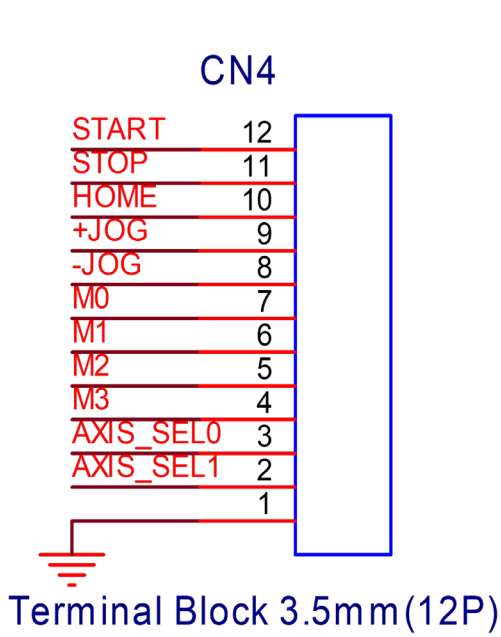 CN4
START 12
STOP 11
HOME 10
+JOG 9
-JOG 8
M0 7
M1 6
M2 5
M3 4
AXIS_SEL0 3
AXIS_SEL1 2
1
Terminal Block 3.5mm(12P)